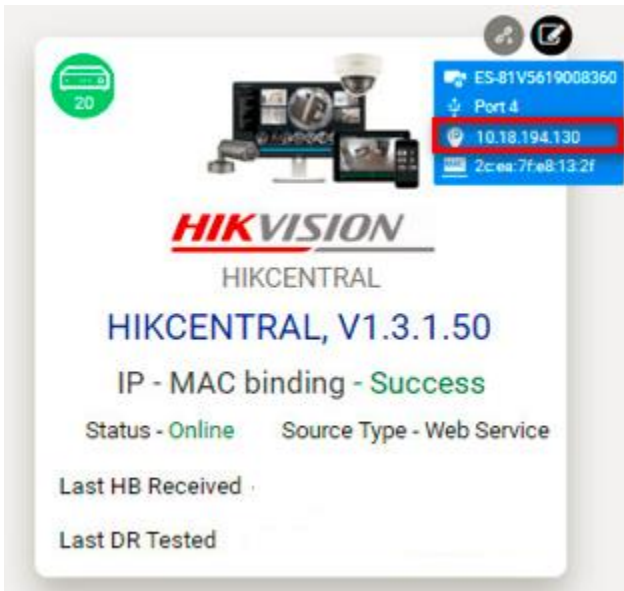 20
ES-81V5619008360
Port 4
10.18.194.130
MAC 2c:ea:7f:e8:13:2f
HIKVISION
HIKCENTRAL
HIKCENTRAL, V1.3.1.50
IP - MAC binding - Success
Status - Online Source Type - Web Service
Last HB Received
Last DR Tested